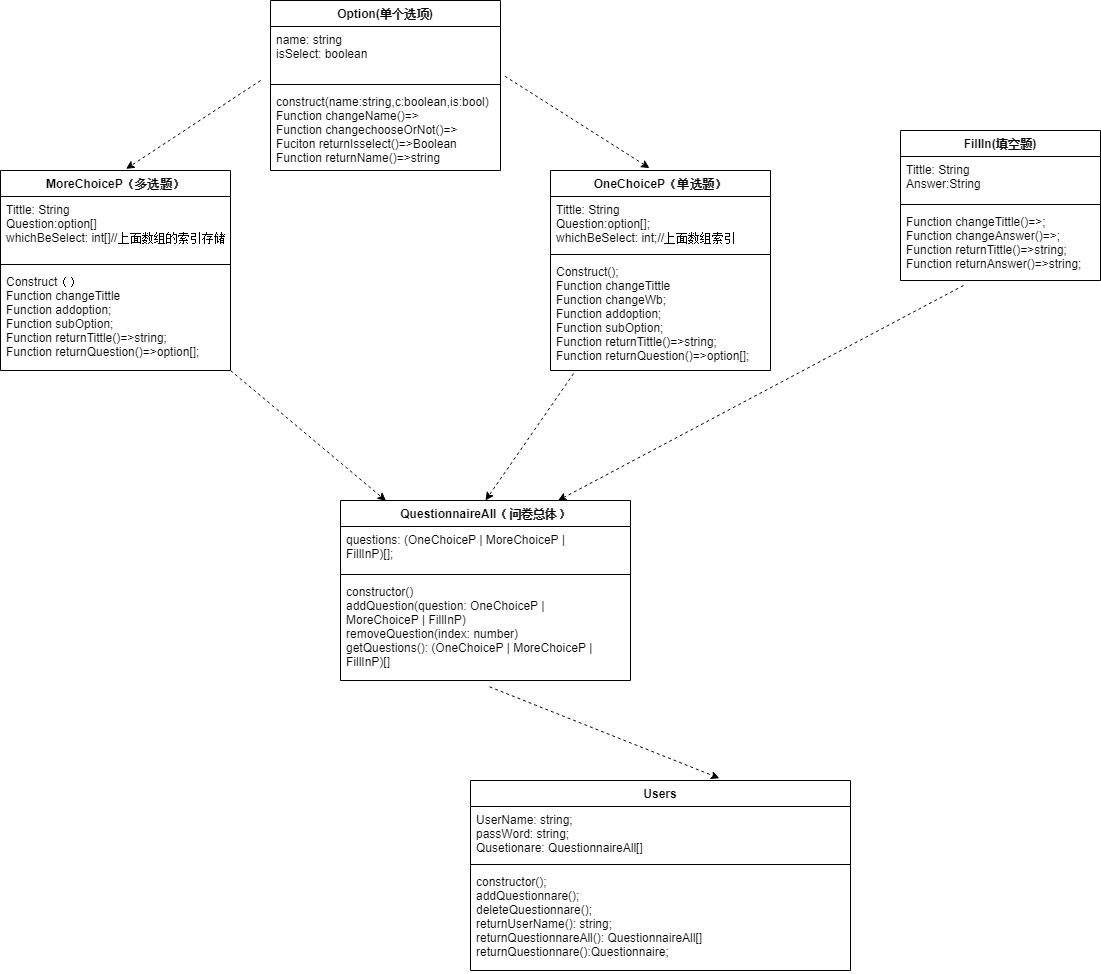 Option(单个选项)
name: string
isSelect: boolean
construct(name:string,c:boolean,is:bool)
Function changeName()=>
Function changechooseOrNot()=>
Fuciton returnIsselect()=>Boolean
Function returnName()=>string
MoreChoiceP（多选题）
Tittle: String
Question:option[]
whichBeSelect: int[]//上面数组的索引存储
Construct（）
Function changeTittle
Function addoption;
Function subOption;
Function returnTittle()=>string;
Function returnQuestion()=>option[];
OneChoiceP（单选题）
Tittle: String
Question:option[];
whichBeSelect: int;//上面数组索引
Construct();
Function changeTittle
Function changeWb;
Function addoption;
Function subOption;
Function returnTittle()=>string;
Function returnQuestion()=>option[];
FillIn(填空题)
Tittle: String
Answer:String
Function changeTittle()=>;
Function changeAnswer()=>;
Function returnTittle()=>string;
Function returnAnswer()=>string;
QuestionnaireAll（问卷总体）
questions: (OneChoiceP | MoreChoiceP |
FillInP)[];
constructor()
addQuestion(question: OneChoiceP |
MoreChoiceP | FillInP)
removeQuestion(index: number)
getQuestions(): (OneChoiceP | MoreChoiceP |
FillInP)[]
Users
UserName: string;
passWord: string;
Qusetionare: QuestionnaireAll[]
constructor();
addQuestionnare();
deleteQuestionnare();
returnUserName(): string;
returnQuestionnareAll(): QuestionnaireAll[]
returnQuestionnare():Questionnaire;